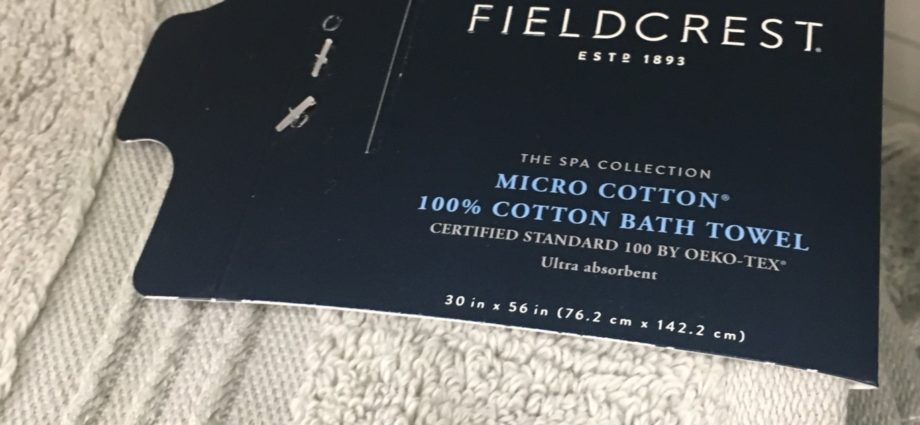 FIELDCREST®
ESTD 1893
THE SPA COLLECTION
MICRO COTTON®
100% COTTON BATH TOWEL
CERTIFIED STANDARD 100 BY OEKO-TEX®
Ultra absorbent
30 in x 56 in (76.2 cm x 142.2 cm)